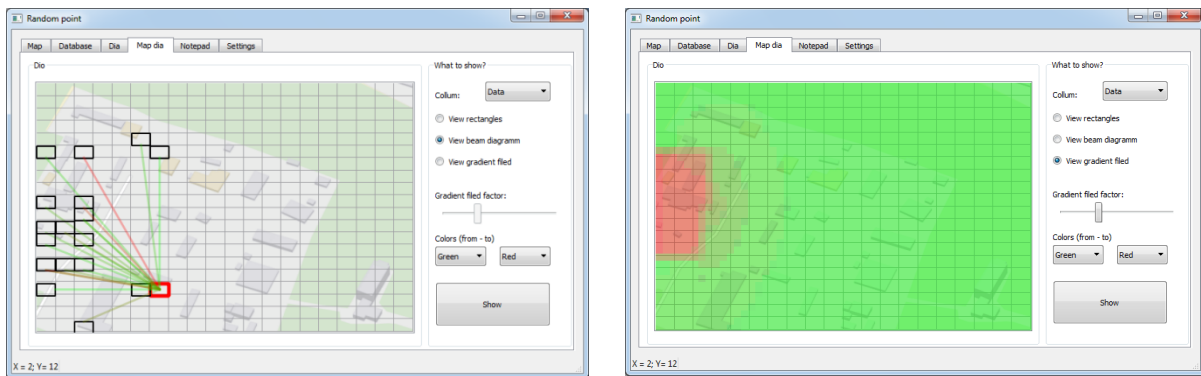 Random point
Map Database Dia Map dia Notepad Settings
Dio
What to show?
Collum: Data
View rectangles
View beam diagramm
View gradient filed
Gradient filed factor:
Colors (from - to)
Green Red
Show
X = 2; Y= 12
Random point
Map Database Dia Map dia Notepad Settings
Dio
What to show?
Collum: Data
View rectangles
View beam diagramm
View gradient filed
Gradient filed factor:
Colors (from - to)
Green Red
Show
X = 2; Y= 12